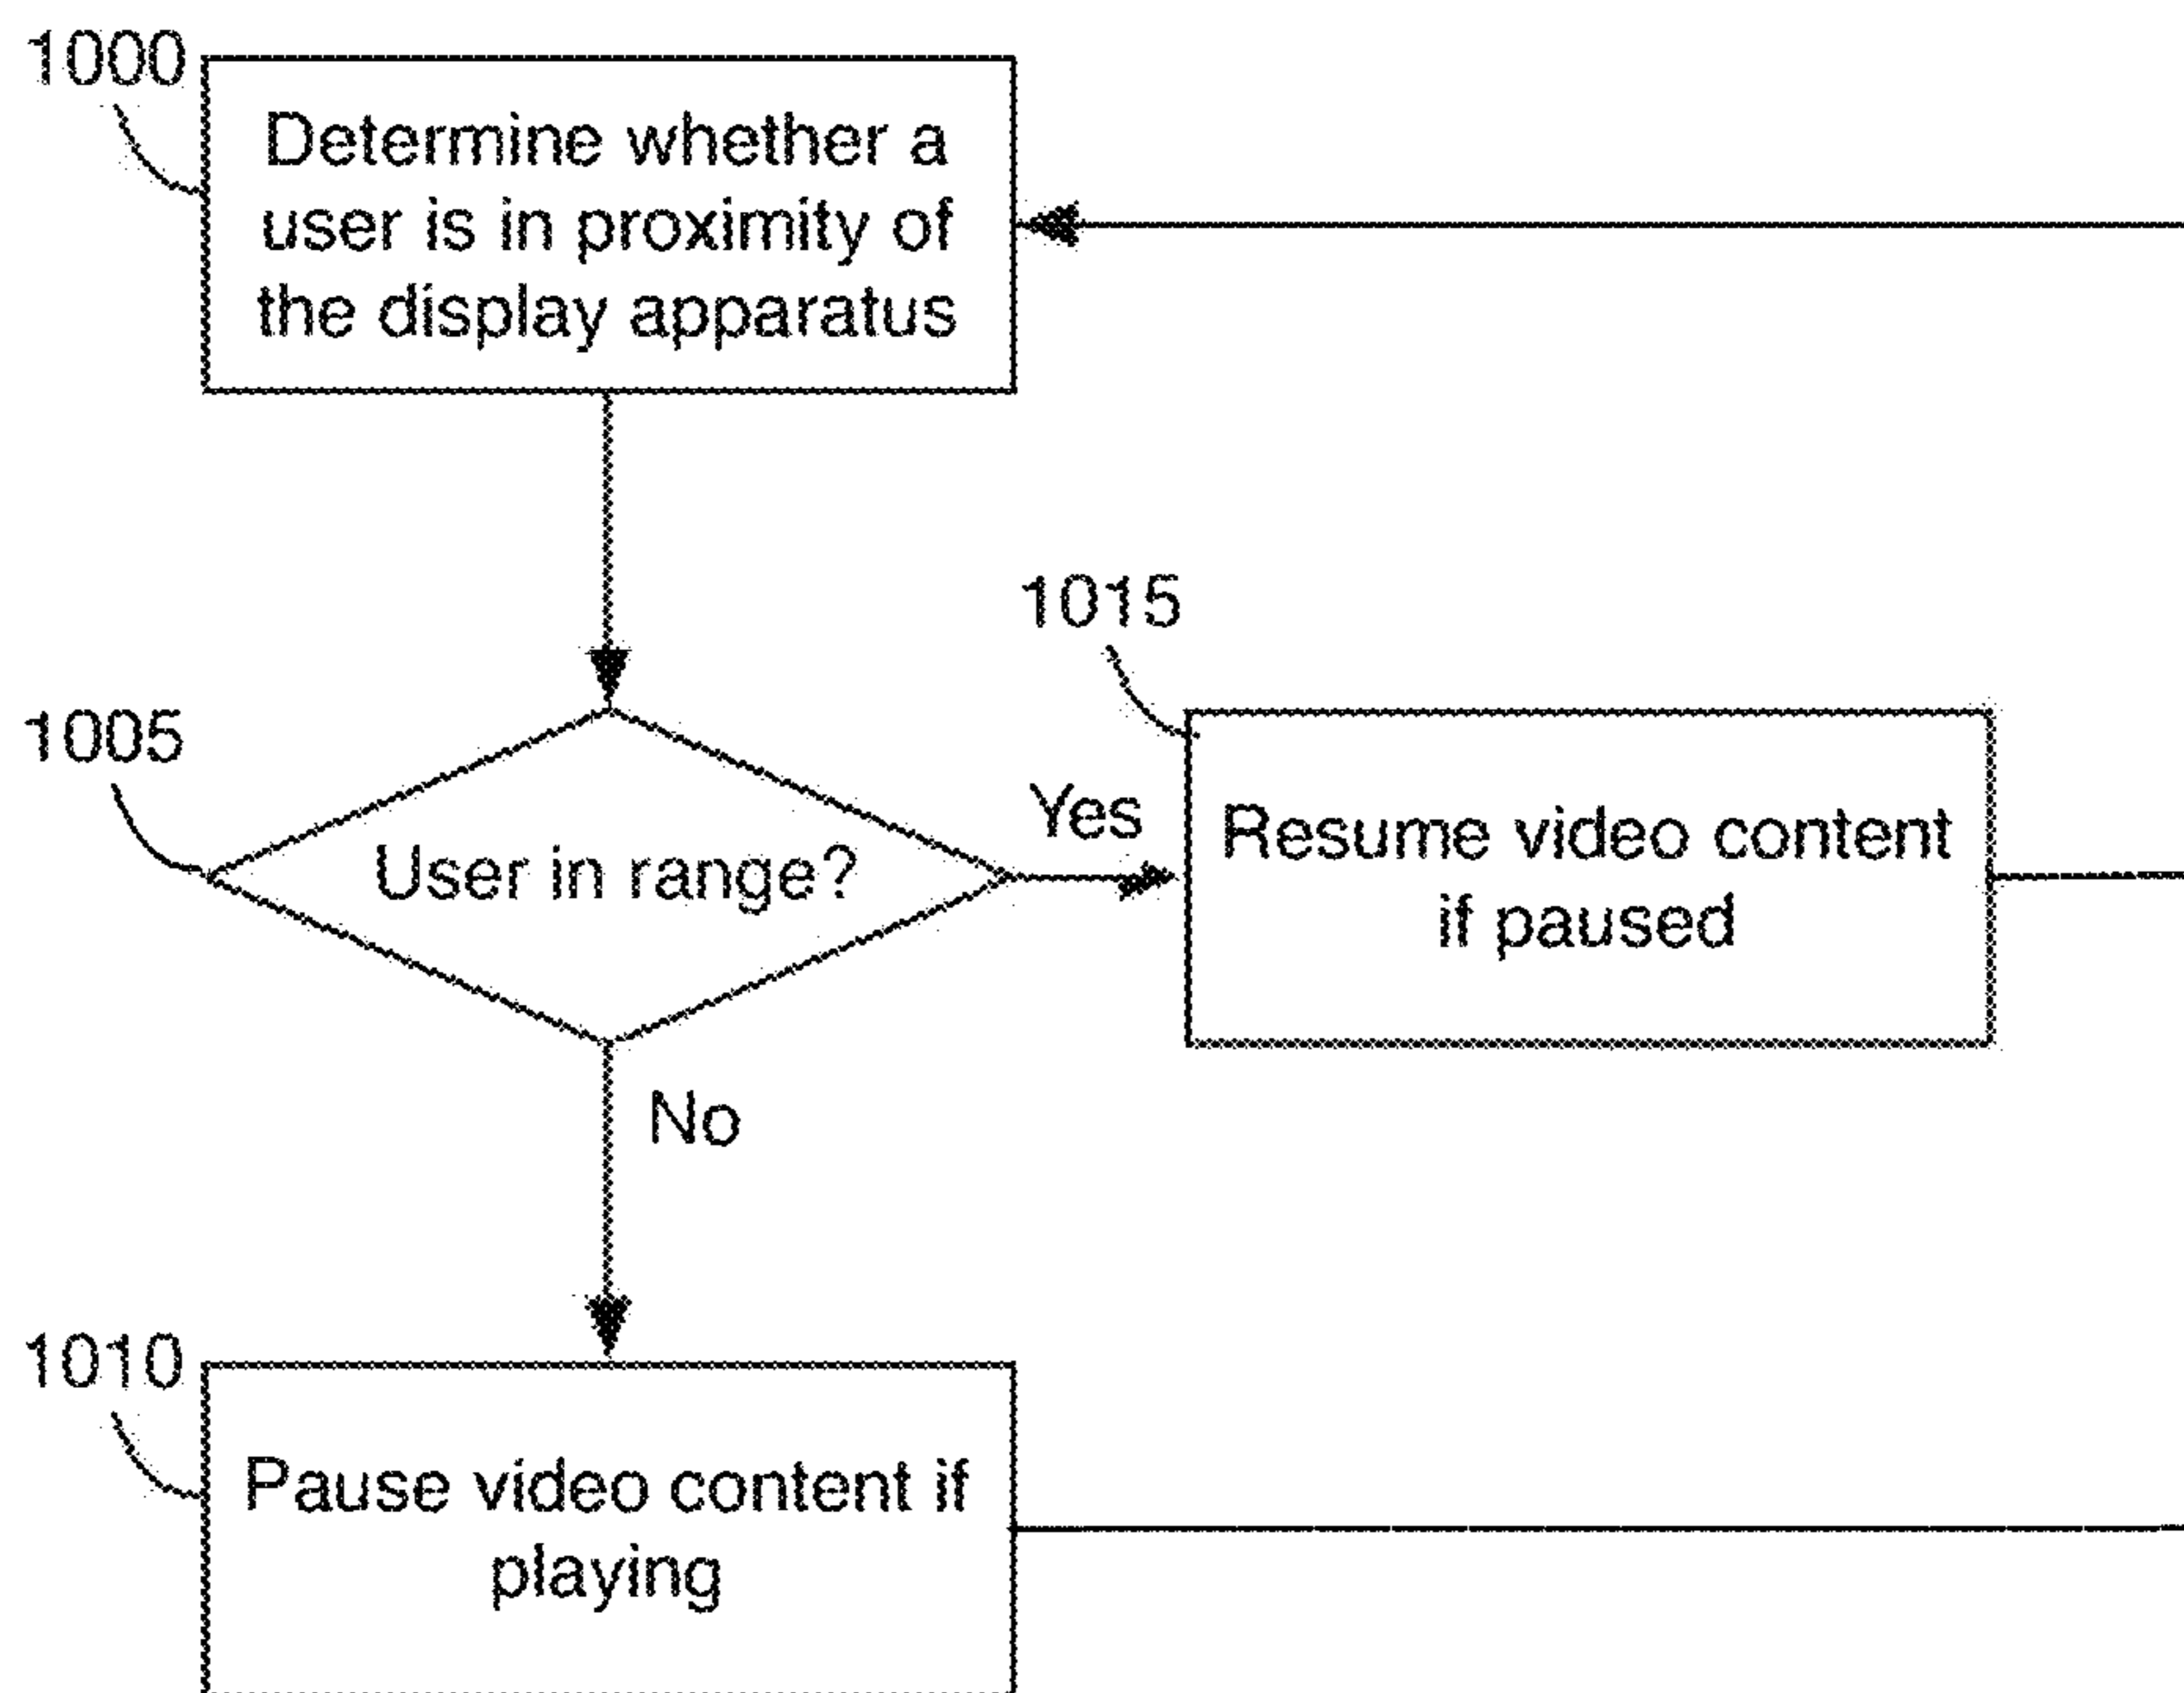 1000
Determine whether a
user is in proximity of
the display apparatus
1005
User in range?
Yes
1015
Resume video content
if paused
No
1010
Pause video content if
playing